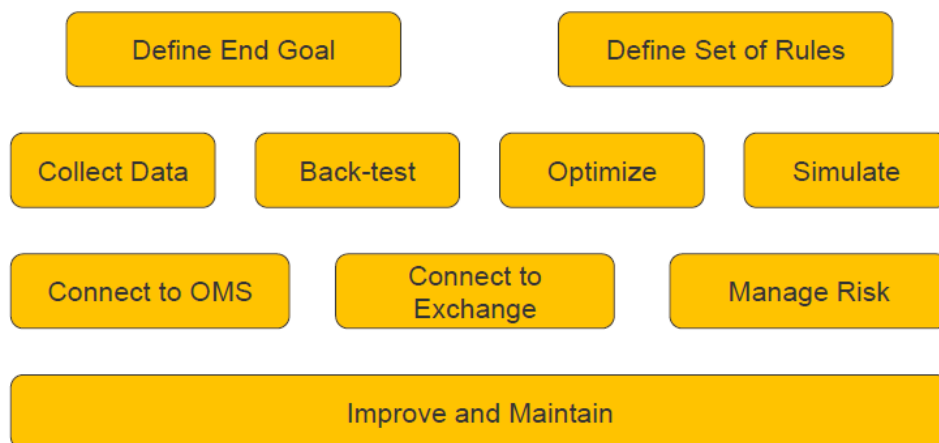 Define End Goal
Define Set of Rules
Collect Data
Back-test
Optimize
Simulate
Connect to OMS
Connect to
Exchange
Manage Risk
Improve and Maintain